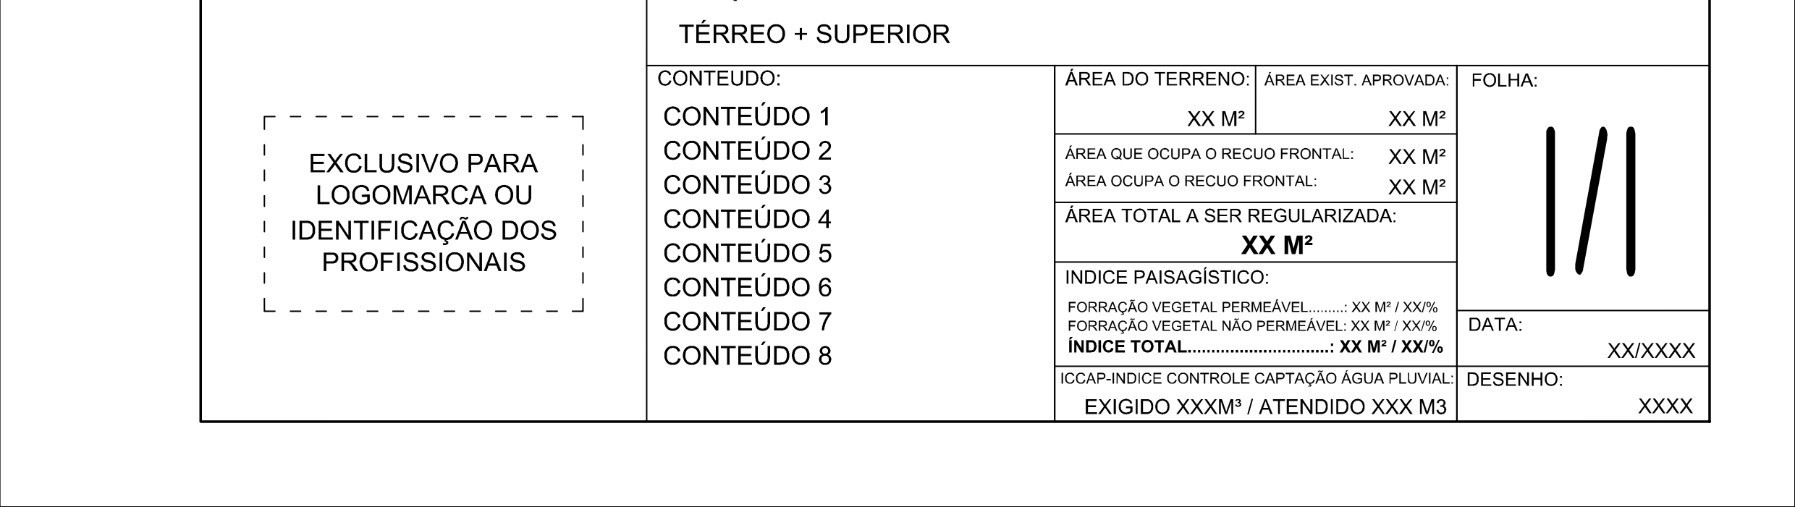 TÉRREO + SUPERIOR
EXCLUSIVO PARA
LOGOMARCA OU
IDENTIFICAÇÃO DOS
PROFISSIONAIS
CONTEUDO:
CONTEÚDO 1
CONTEÚDO 2
CONTEÚDO 3
CONTEÚDO 4
CONTEÚDO 5
CONTEÚDO 6
CONTEÚDO 7
CONTEÚDO 8
ÁREA DO TERRENO:
XX M²
ÁREA EXIST. APROVADA:
XX M²
ÁREA QUE OCUPA O RECUO FRONTAL: XX M²
ÁREA OCUPA O RECUO FRONTAL: XX M²
ÁREA TOTAL A SER REGULARIZADA:
XX M²
INDICE PAISAGÍSTICO:
FORRAÇÃO VEGETAL PERMEÁVEL.........: XX M² / XX/%
FORRAÇÃO VEGETAL NÃO PERMEÁVEL: XX M² / XX/%
ÍNDICE TOTAL..............................: XX M² / XX/%
ICCAP-INDICE CONTROLE CAPTAÇÃO ÁGUA PLUVIAL:
EXIGIDO XXXM³ / ATENDIDO XXX M3
FOLHA:
1/1
DATA:
XX/XXXX
DESENHO:
XXXX